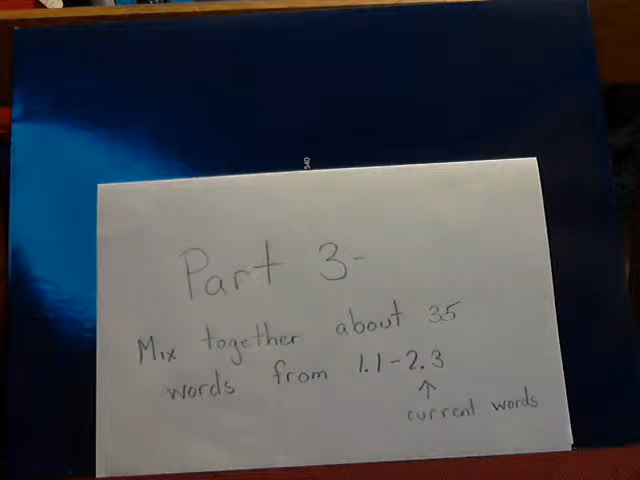 Part 3-
Mix together about 35
words from 1.1-2.3
↑
current words